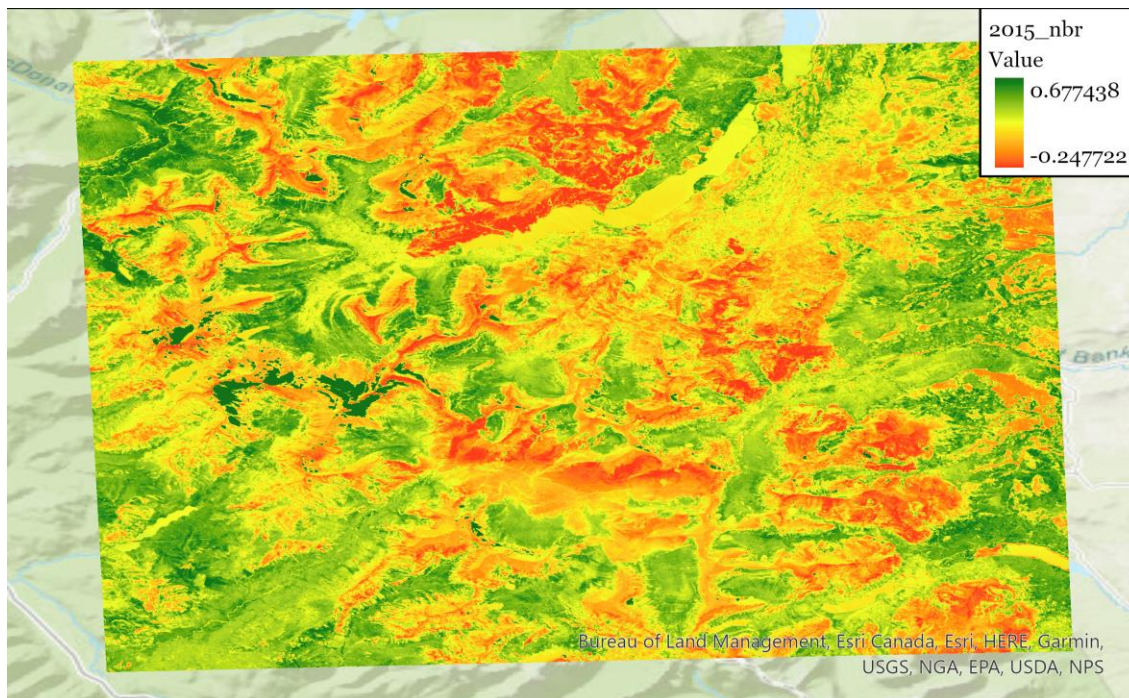 2015_nbr
Value
0.677438
-0.247722
Bureau of Land Management, Esri Canada, Esri, HERE, Garmin,
USGS, NGA, EPA, USDA, NPS